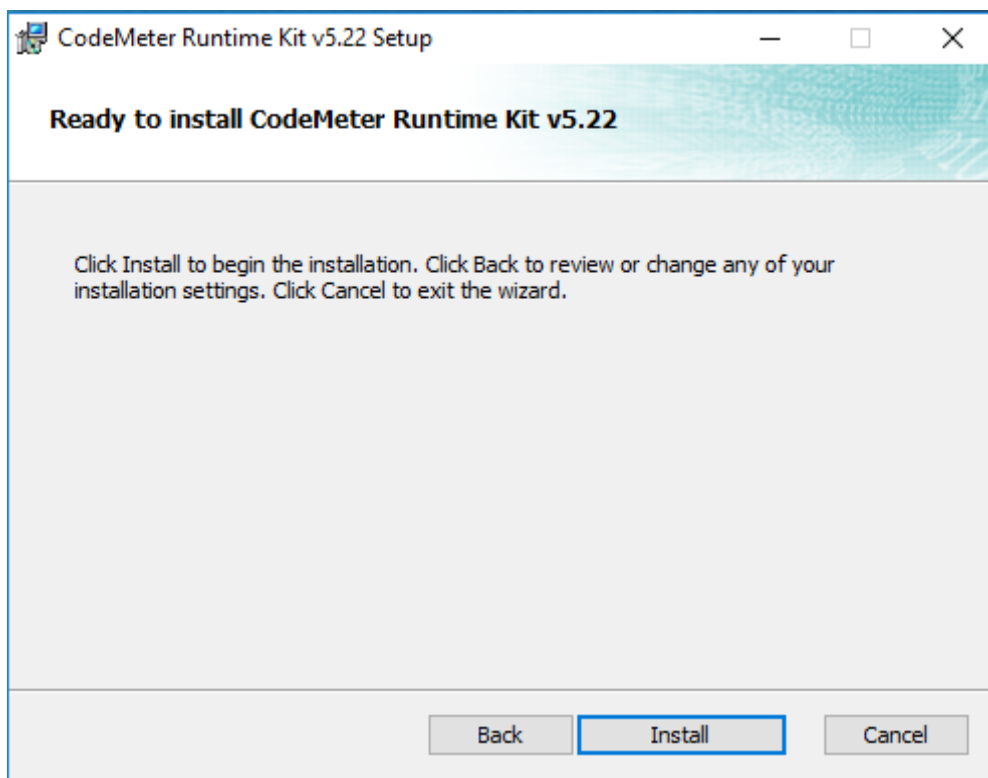 CodeMeter Runtime Kit v5.22 Setup
Ready to install CodeMeter Runtime Kit v5.22
Click Install to begin the installation. Click Back to review or change any of your
installation settings. Click Cancel to exit the wizard.
Back Install Cancel